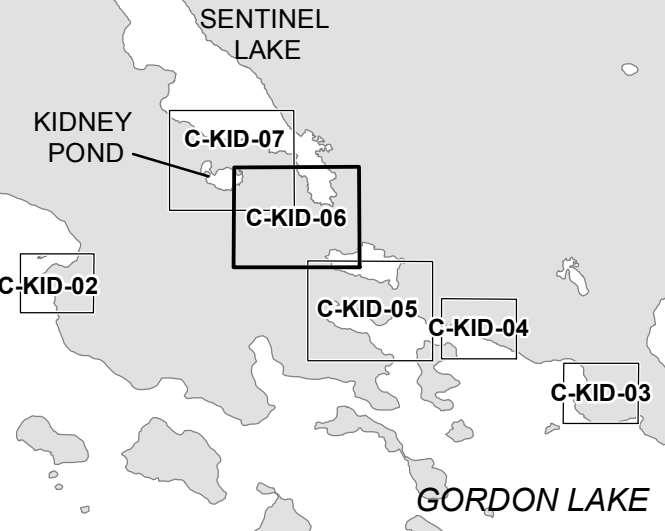 SENTINEL
LAKE
KIDNEY
POND
C-KID-07
C-KID-06
C-KID-02
C-KID-05
C-KID-04
C-KID-03
GORDON LAKE